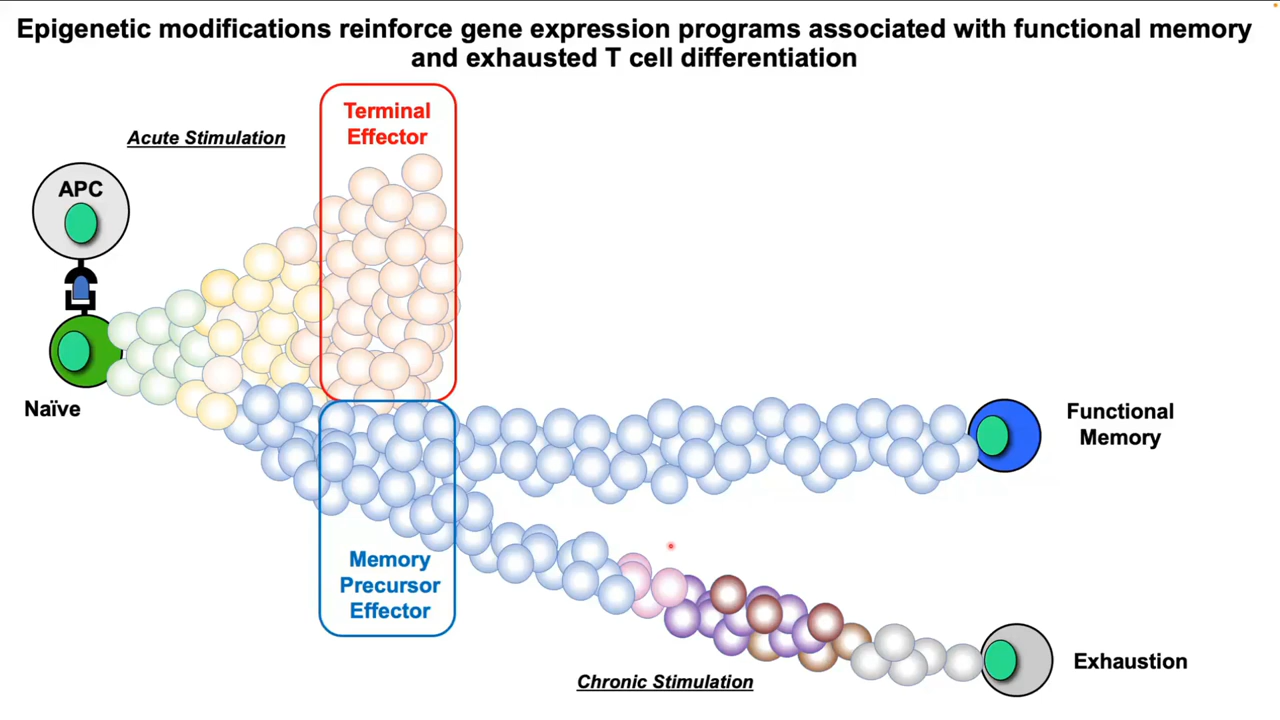 Epigenetic modifications reinforce gene expression programs associated with functional memory
and exhausted T cell differentiation
Acute Stimulation
Terminal
Effector
APC
Naïve
Functional
Memory
Memory
Precursor
Effector
Exhaustion
Chronic Stimulation